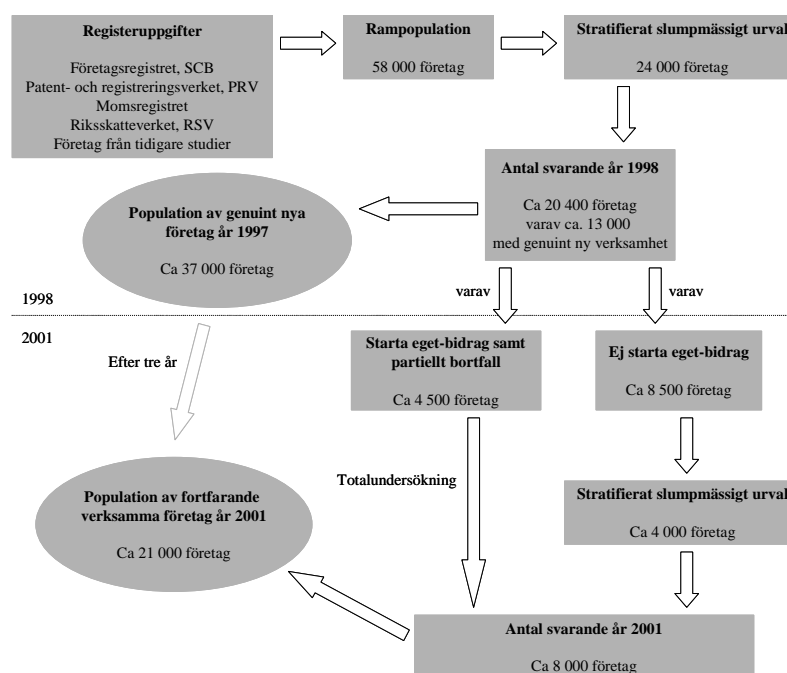 Registeruppgifter
Företagsregistret, SCB
Patent- och registreringsverket, PRV
Momsregistret
Riksskatteverket, RSV
Företag från tidigare studier
Rampopulation
58 000 företag
Stratifierat slumpmässigt urval
24 000 företag
Antal svarande år 1998
Ca 20 400 företag
varav ca. 13 000
med genuint ny verksamhet
Population av genuint nya
företag år 1997
Ca 37 000 företag
varav
varav
1998
2001
Efter tre år
Starta eget-bidrag samt
partiellt bortfall
Ca 4 500 företag
Ej starta eget-bidrag
Ca 8 500 företag
Totalundersökning
Stratifierat slumpmässigt urval
Ca 4 000 företag
Population av fortfarande
verksamma företag år 2001
Ca 21 000 företag
Antal svarande år 2001
Ca 8 000 företag